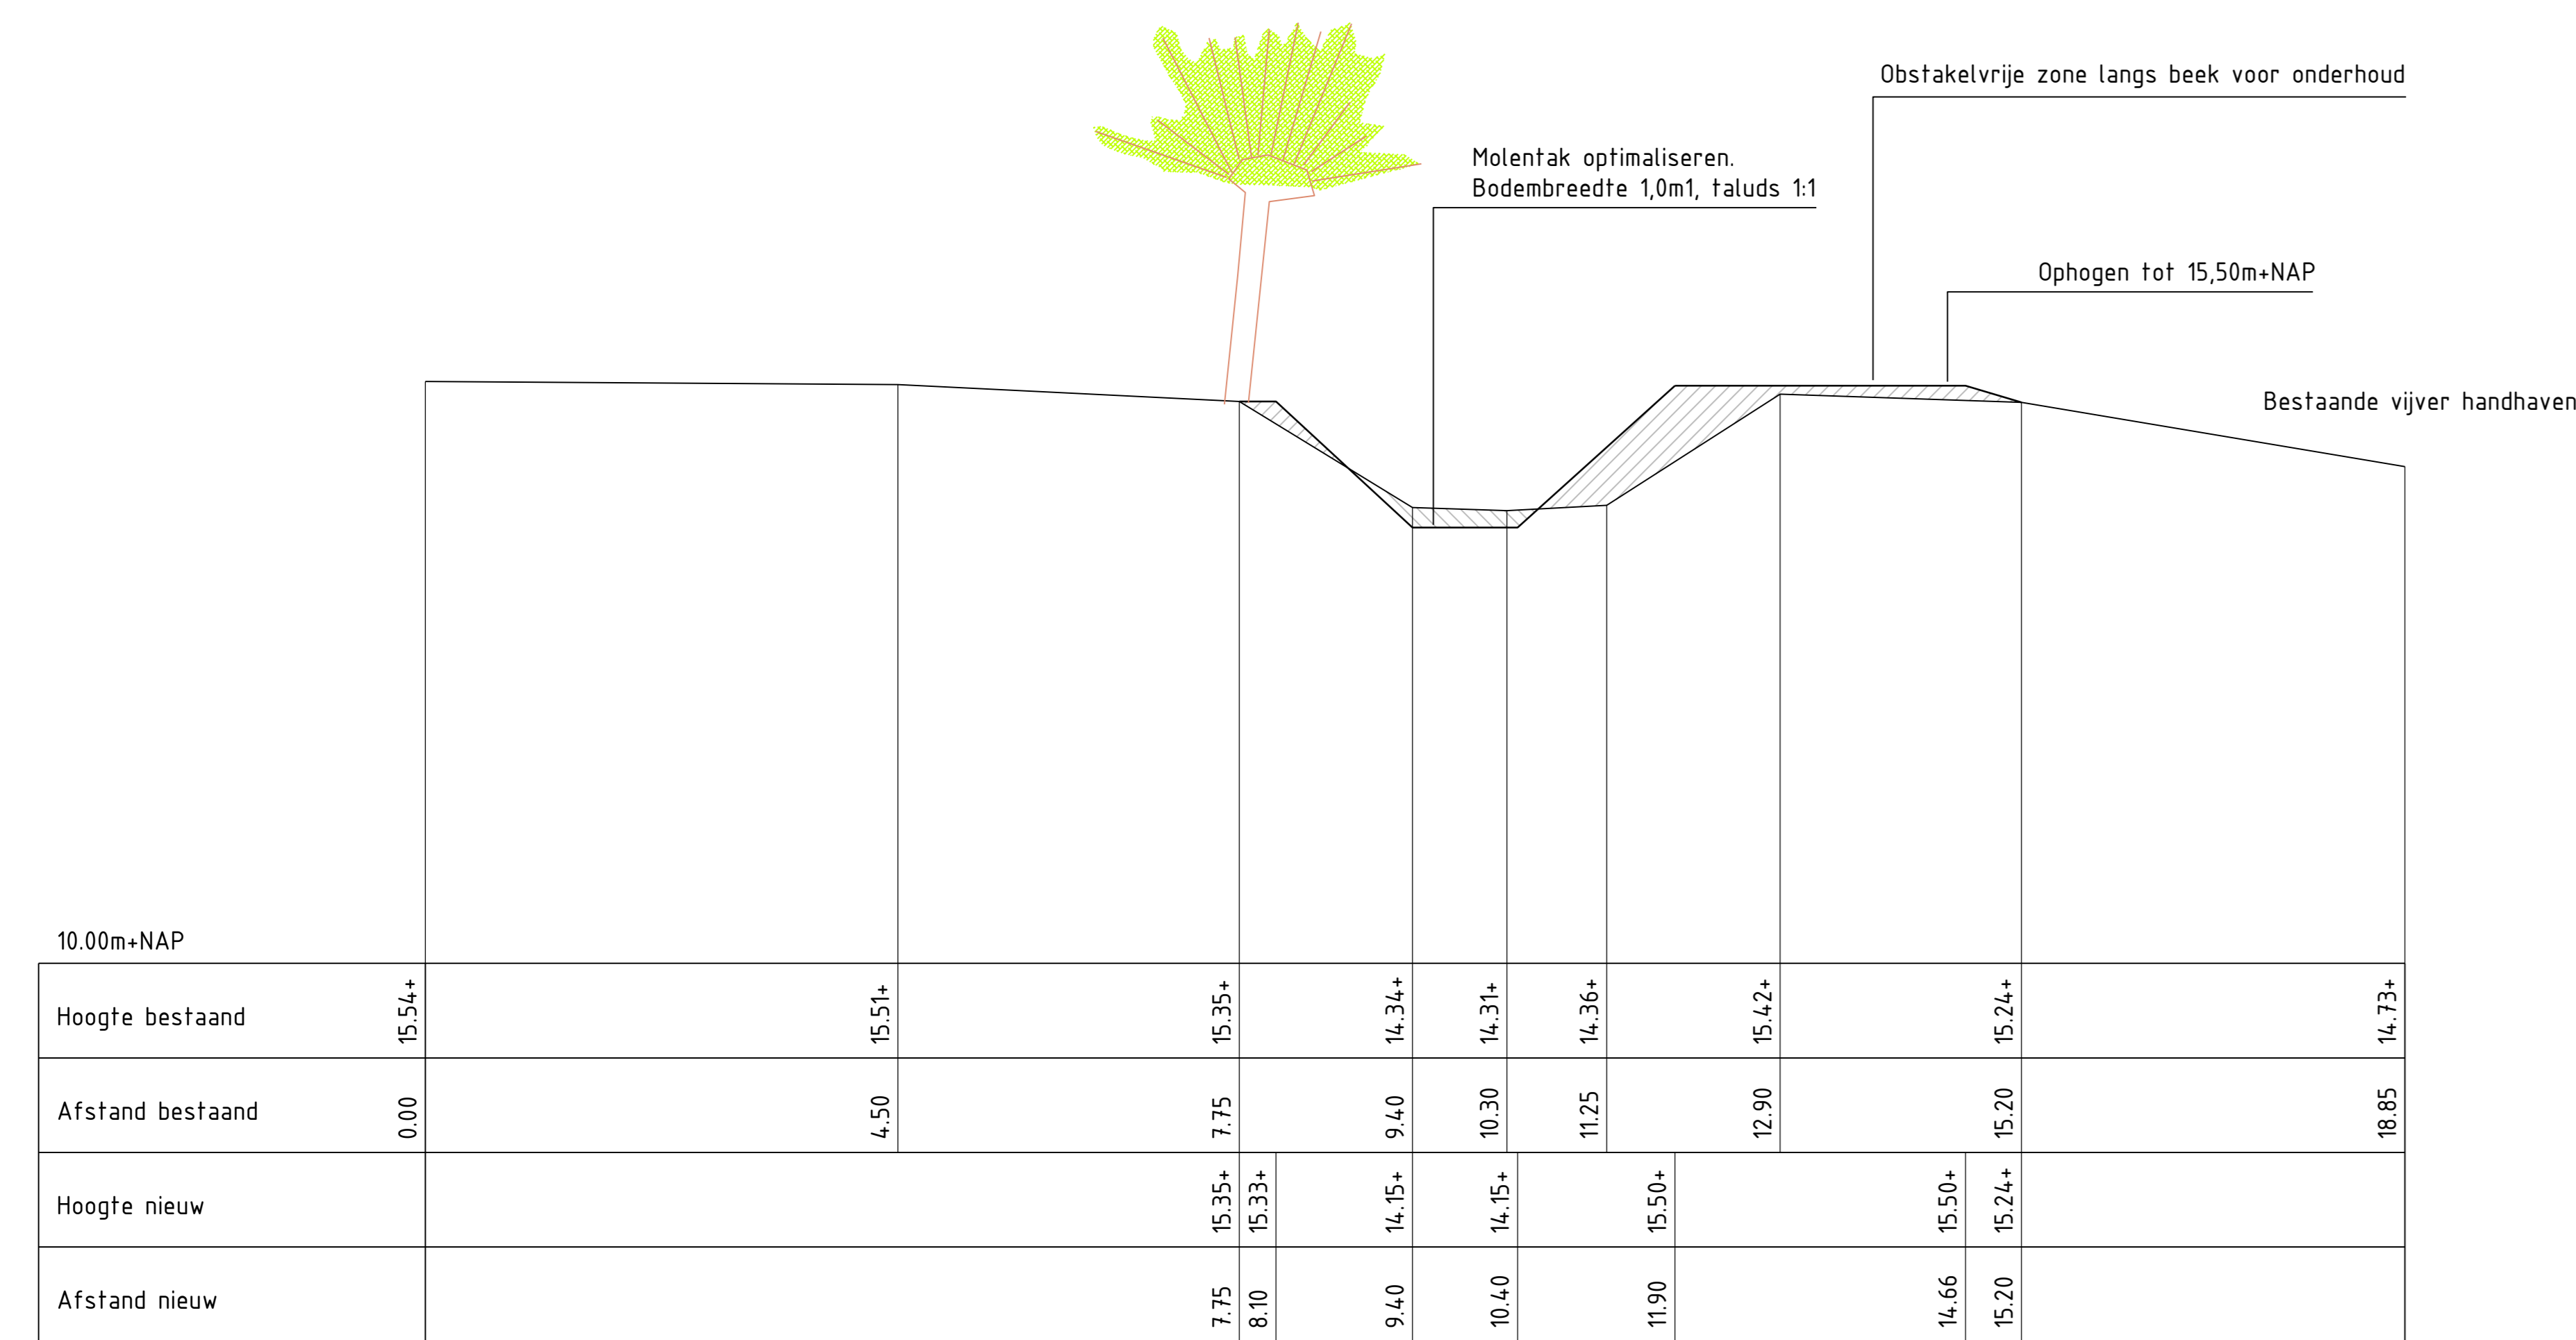 Obstakelvrije zone langs beek voor onderhoud
Molentak optimaliseren.
Bodembreedte 1,0m1, taluds 1:1
Ophogen tot 15,50m+NAP
Bestaande vijver handhaven
10.00m+NAP
Hoogte bestaand 15.54+ 15.51+ 15.35+ 14.34+ 14.31+ 14.36+ 15.42+ 15.24+ 14.73+
Afstand bestaand 0.00 4.50 7.75 9.40 10.30 11.25 12.90 15.20 18.85
Hoogte nieuw 15.35+ 15.33+ 14.15+ 14.15+ 15.50+ 15.50+ 15.24+
Afstand nieuw 7.75 8.10 9.40 10.40 11.90 14.66 15.20